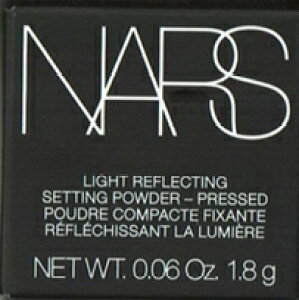 NARS
LIGHT REFLECTING
SETTING POWDER – PRESSED
POUDRE COMPACTE FIXANTE
RÉFLÉCHISSANT LA LUMIÈRE
NET WT. 0.06 Oz. 1.8 g